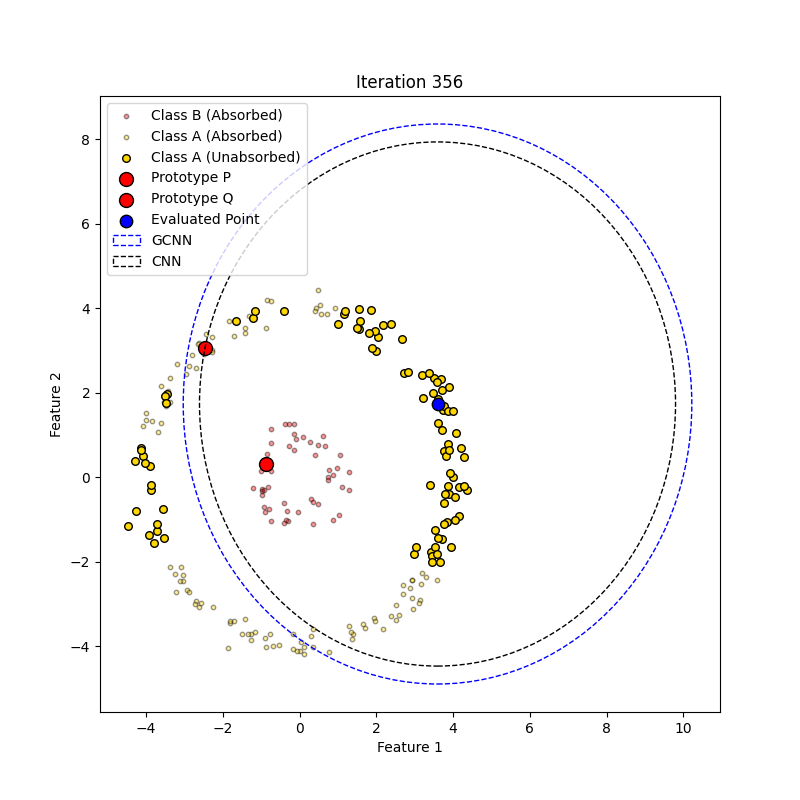 Iteration 356
Class B (Absorbed)
Class A (Absorbed)
Class A (Unabsorbed)
Prototype P
Prototype Q
Evaluated Point
GCNN
CNN
8
6
4
2
0
−2
−4
Feature 2
−4 −2 0 2 4 6 8 10
Feature 1